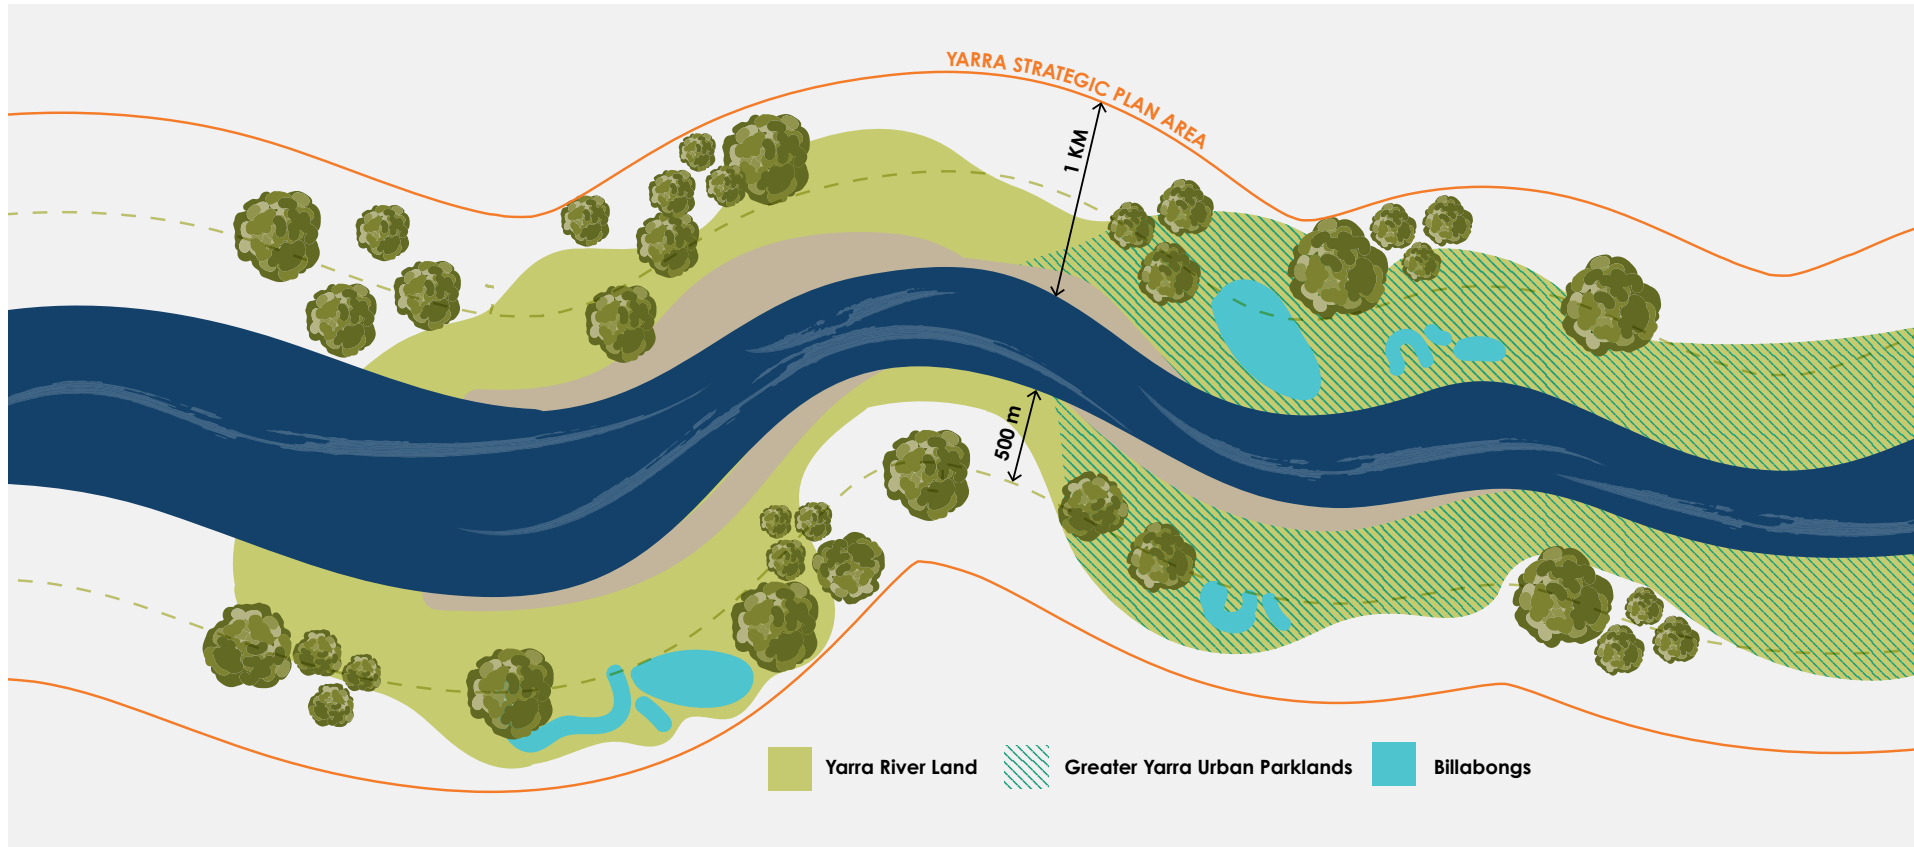 YARRA STRATEGIC PLAN AREA
1 KM
500 m
Yarra River Land
Greater Yarra Urban Parklands
Billabongs